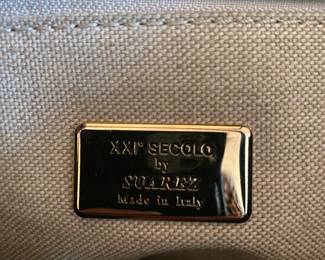 XXI° SECOLO
by
SUAREZ
Made in Italy